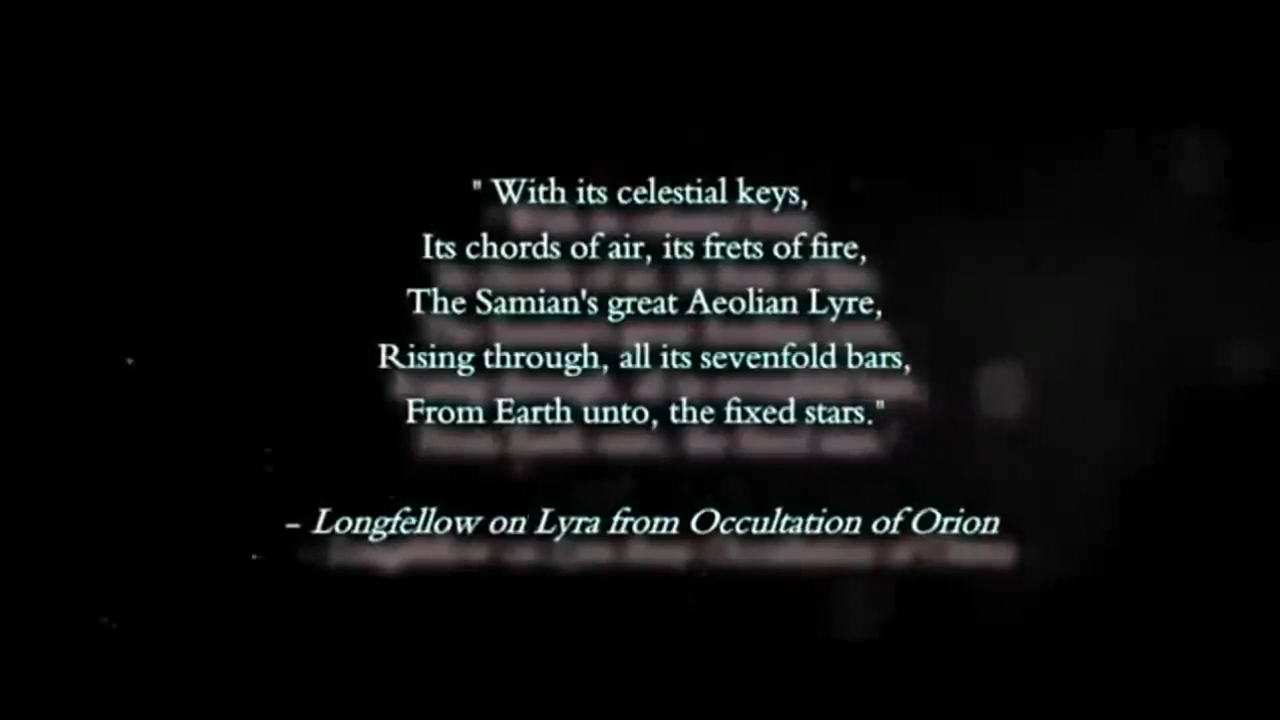 " With its celestial keys,
Its chords of air, its frets of fire,
The Samian's great Aeolian Lyre,
Rising through, all its sevenfold bars,
From Earth unto, the fixed stars."
– Longfellow on Lyra from Occultation of Orion